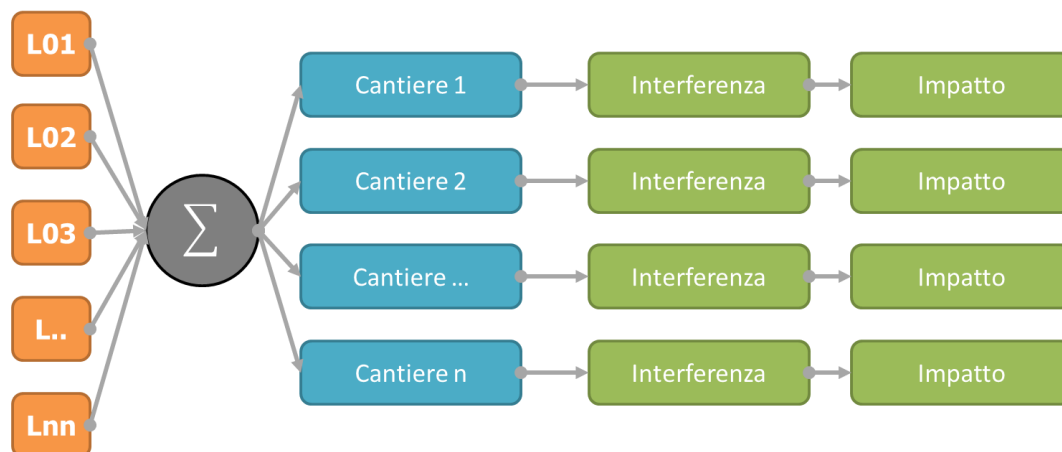 L01
L02
L03
L..
Lnn
∑
Cantiere 1
Interferenza
Impatto
Cantiere 2
Interferenza
Impatto
Cantiere ...
Interferenza
Impatto
Cantiere n
Interferenza
Impatto